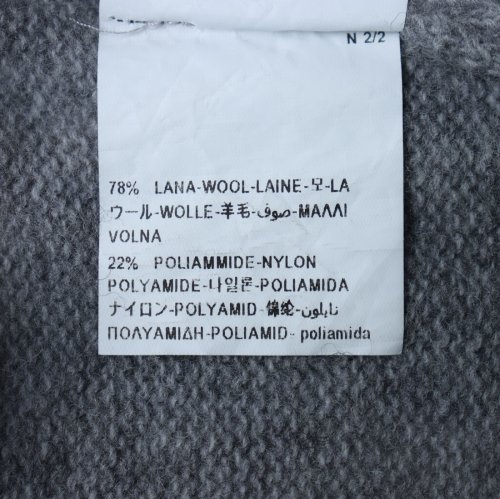 N 2/2
78% LANA-WOOL-LAINE-모-LA
ウール-WOLLE-羊毛-صوف-ΜΑΛΛΙ
VOLNA
22% POLIAMMIDE-NYLON
POLYAMIDE-나일론-POLIAMIDA
ナイロン-POLYAMID-锦纶-نايلون
ΠΟΛΥΑΜΙΔΗ-POLIAMID- poliamida